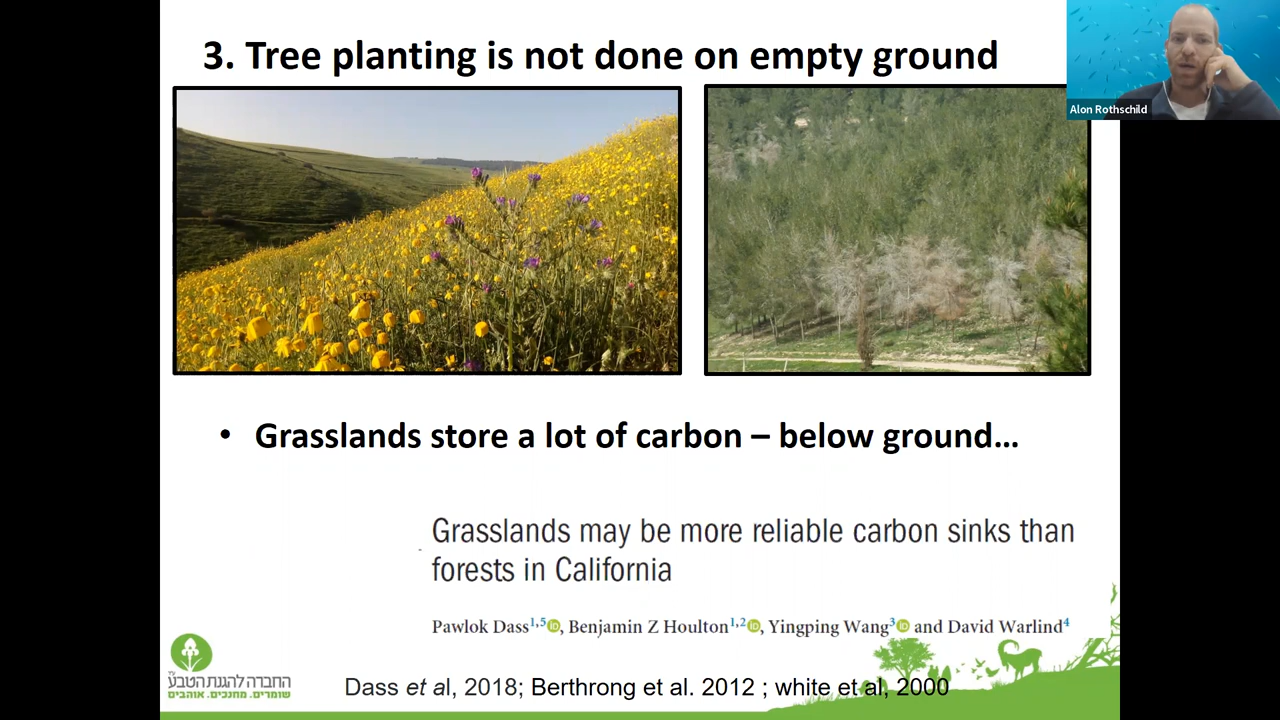 3. Tree planting is not done on empty ground
Alon Rothschild
• Grasslands store a lot of carbon – below ground…
Grasslands may be more reliable carbon sinks than
forests in California
Pawlok Dass1,5, Benjamin Z Houlton1,2, Yingping Wang3 and David Warlind4
החברה להגנת הטבע
שומרים. מחנכים. אוהבים.
Dass et al, 2018; Berthrong et al. 2012 ; white et al, 2000